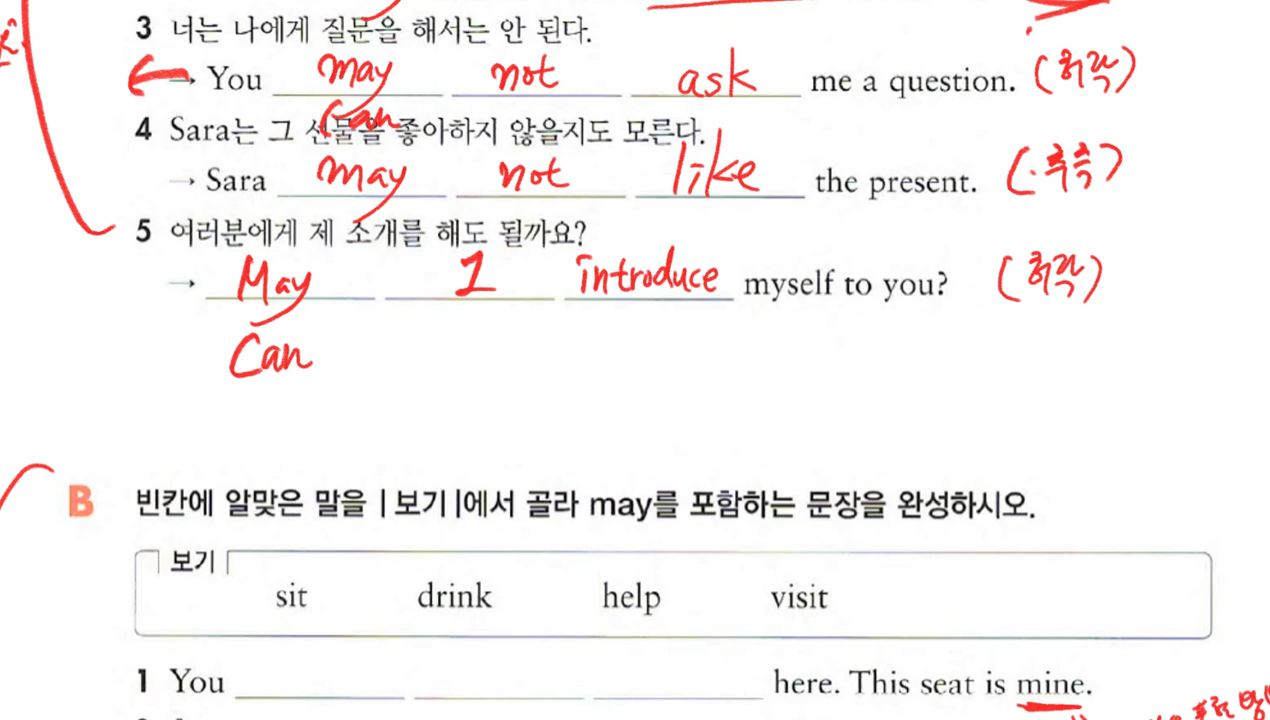 3 너는 나에게 질문을 해서는 안 된다.
→ You may not ask me a question. (허락)
can
4 Sara는 그 선물을 좋아하지 않을지도 모른다.
→ Sara may not like the present. (추측)
5 여러분에게 제 소개를 해도 될까요?
→ May I introduce myself to you? (허락)
Can
B 빈칸에 알맞은 말을 |보기|에서 골라 may를 포함하는 문장을 완성하시오.
보기
sit drink help visit
1 You ____ ____ ____ here. This seat is mine.